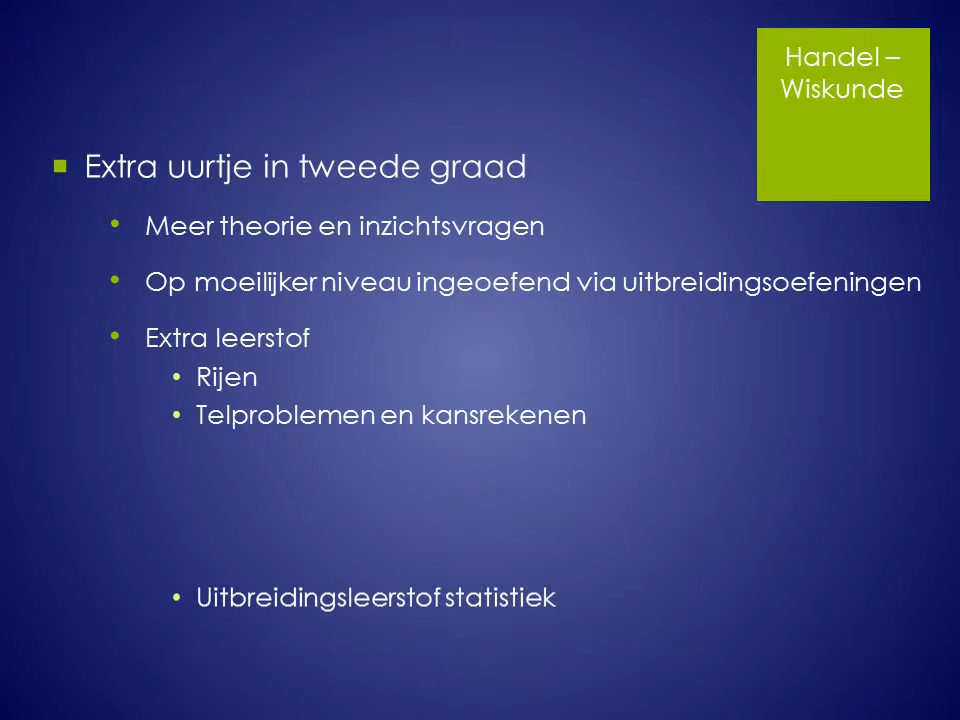 Handel –
Wiskunde
Extra uurtje in tweede graad
Meer theorie en inzichtsvragen
Op moeilijker niveau ingeoefend via uitbreidingsoefeningen
Extra leerstof
Rijen
Telproblemen en kansrekenen
Uitbreidingsleerstof statistiek